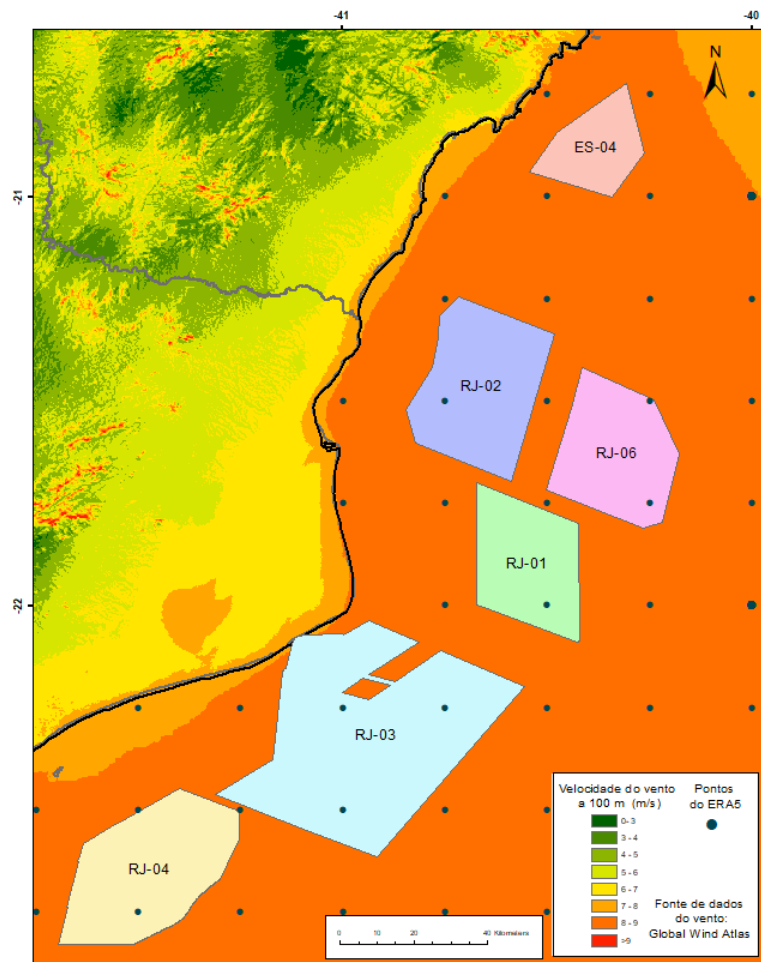 -41
-40
N
ES-04
-21
RJ-02
RJ-06
RJ-01
-22
RJ-03
RJ-04
Velocidade do vento
a 100 m (m/s)
0-3
3 - 4
4 - 5
5 - 6
6 - 7
7 - 8
8 - 9
>9
Pontos
do ERA5
Fonte de dados
do vento:
Global Wind Atlas
0 20 40 Kilometers